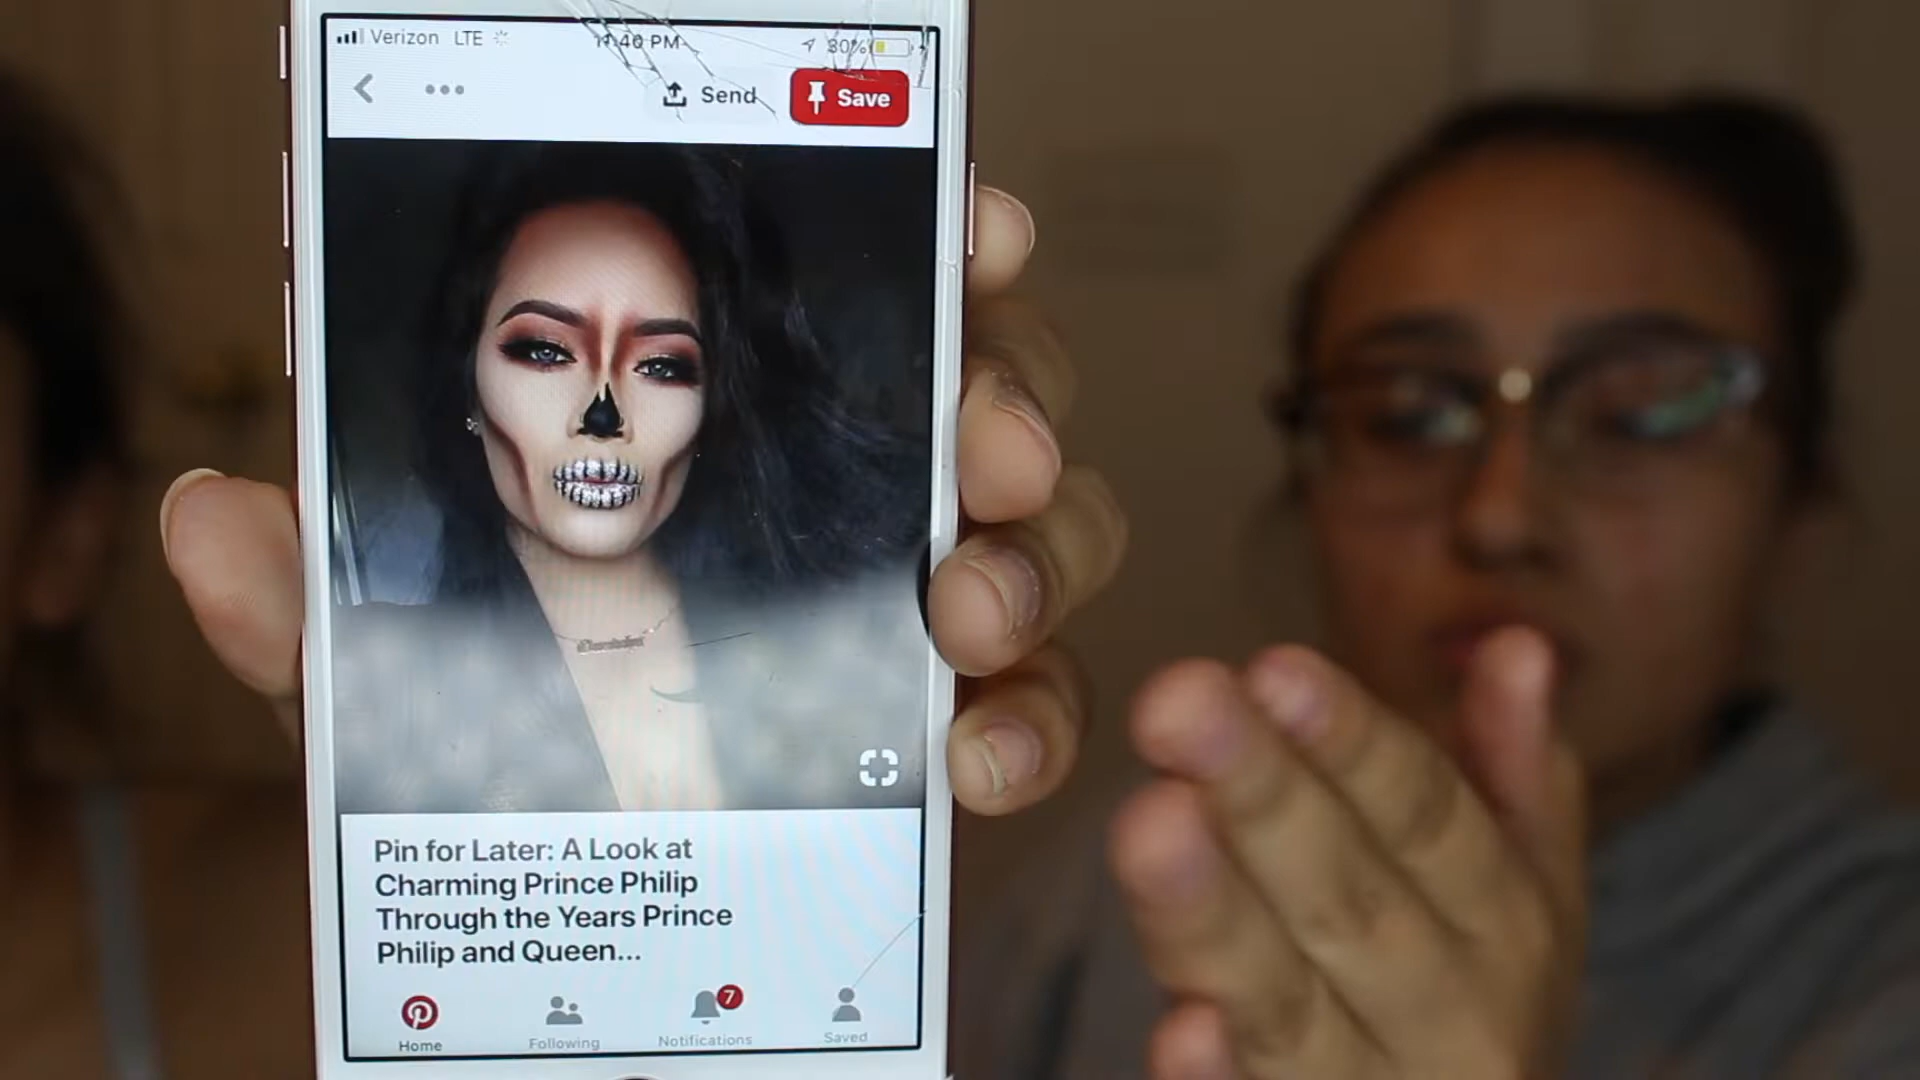 Verizon LTE 11:40 PM 30%
Send Save
Pin for Later: A Look at
Charming Prince Philip
Through the Years Prince
Philip and Queen...
7
Home Following Notifications Saved